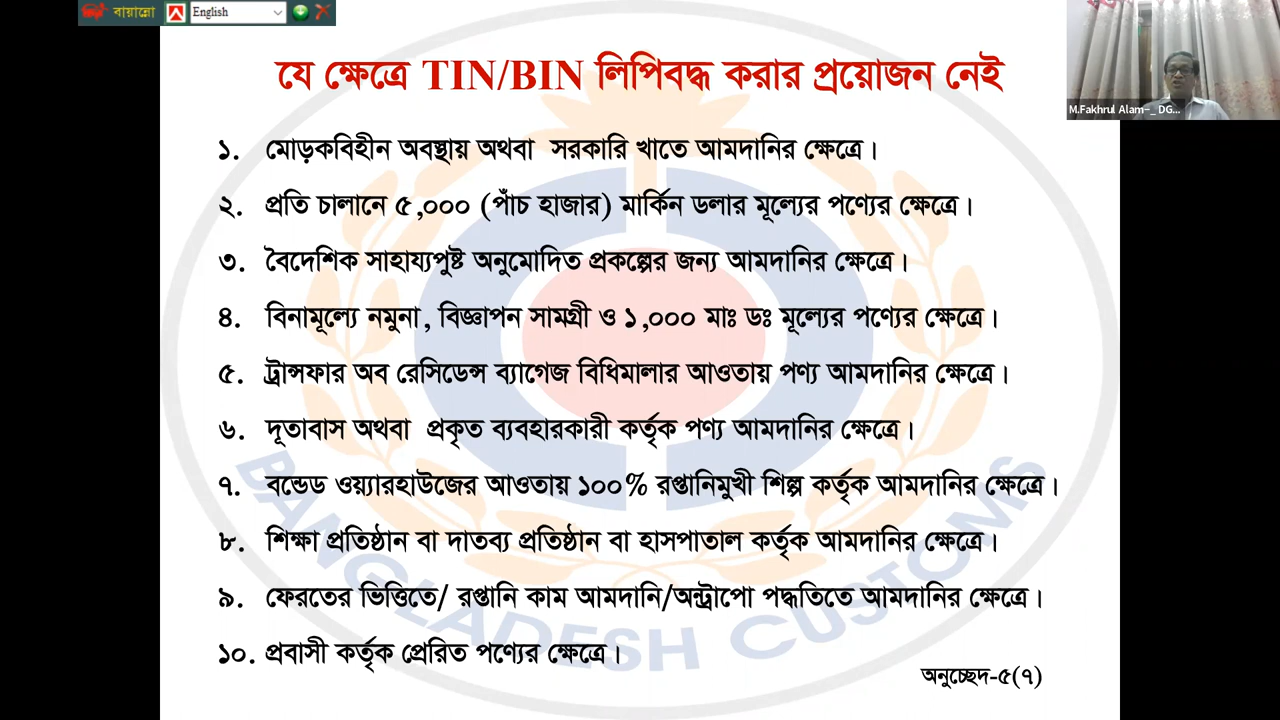 বায়ান্নো
English
যে ক্ষেত্রে TIN/BIN লিপিবদ্ধ করার প্রয়োজন নেই
M.Fakhrul Alam~_ DG...
১. মোড়কবিহীন অবস্থায় অথবা সরকারি খাতে আমদানির ক্ষেত্রে।
২. প্রতি চালানে ৫,০০০ (পাঁচ হাজার) মার্কিন ডলার মূল্যের পণ্যের ক্ষেত্রে।
৩. বৈদেশিক সাহায্যপুষ্ট অনুমোদিত প্রকল্পের জন্য আমদানির ক্ষেত্রে।
৪. বিনামূল্যে নমুনা, বিজ্ঞাপন সামগ্রী ও ১,০০০ মাঃ ডঃ মূল্যের পণ্যের ক্ষেত্রে।
৫. ট্রান্সফার অব রেসিডেন্স ব্যাগেজ বিধিমালার আওতায় পণ্য আমদানির ক্ষেত্রে।
৬. দূতাবাস অথবা প্রকৃত ব্যবহারকারী কর্তৃক পণ্য আমদানির ক্ষেত্রে।
৭. বন্ডেড ওয়্যারহাউজের আওতায় ১০০% রপ্তানিমুখী শিল্প কর্তৃক আমদানির ক্ষেত্রে।
৮. শিক্ষা প্রতিষ্ঠান বা দাতব্য প্রতিষ্ঠান বা হাসপাতাল কর্তৃক আমদানির ক্ষেত্রে।
৯. ফেরতের ভিত্তিতে/ রপ্তানি কাম আমদানি/অন্ট্রাপো পদ্ধতিতে আমদানির ক্ষেত্রে।
১০. প্রবাসী কর্তৃক প্রেরিত পণ্যের ক্ষেত্রে।
অনুচ্ছেদ-৫(৭)
BANGLADESH CUSTOMS